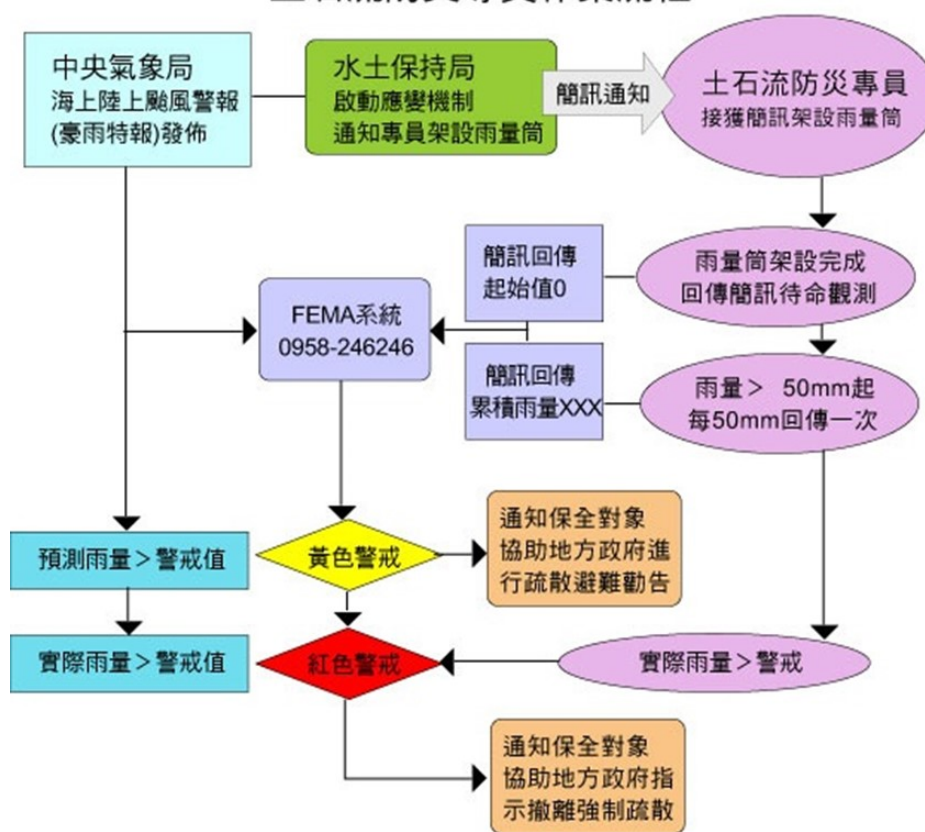 中央氣象局
海上陸上颱風警報
(豪雨特報)發佈
水土保持局
啟動應變機制
通知專員架設雨量筒
簡訊通知
土石流防災專員
接獲簡訊架設雨量筒
簡訊回傳
起始值0
雨量筒架設完成
回傳簡訊待命觀測
FEMA系統
0958-246246
簡訊回傳
累積雨量XXX
雨量＞ 50mm起
每50mm回傳一次
預測雨量＞警戒值
黃色警戒
通知保全對象
協助地方政府進
行疏散避難勸告
實際雨量＞警戒值
紅色警戒
實際雨量＞警戒
通知保全對象
協助地方政府指
示撤離強制疏散